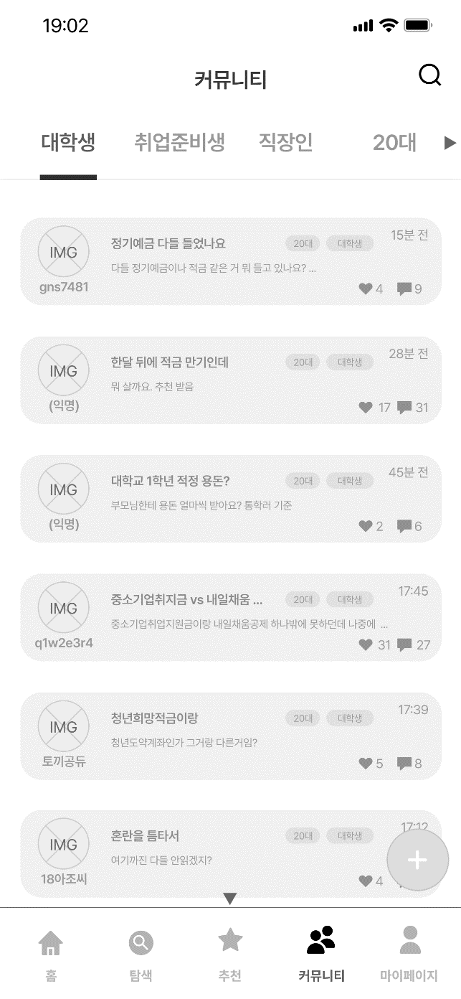 19:02
커뮤니티
대학생 취업준비생 직장인 20대
IMG
gns7481
정기예금 다들 들었나요
20대 대학생
15분 전
다들 정기예금이나 적금 같은 거 뭐 들고 있나요? ...
4 9
IMG
(익명)
한달 뒤에 적금 만기인데
20대 대학생
28분 전
뭐 살까요. 추천 받음
17 31
IMG
(익명)
대학교 1학년 적정 용돈?
20대 대학생
45분 전
부모님한테 용돈 얼마씩 받아요? 통학러 기준
2 6
IMG
q1w2e3r4
중소기업취지금 vs 내일채움 ...
20대 대학생
17:45
중소기업취업지원금이랑 내일채움공제 하나밖에 못하던데 나중에 ...
31 27
IMG
토끼공듀
청년희망적금이랑
20대 대학생
17:39
청년도약계좌인가 그거랑 다른거임?
5 8
IMG
18아조씨
혼란을 틈타서
20대 대학생
17:12
여기까진 다들 안읽겠지?
4
홈 탐색 추천 커뮤니티 마이페이지